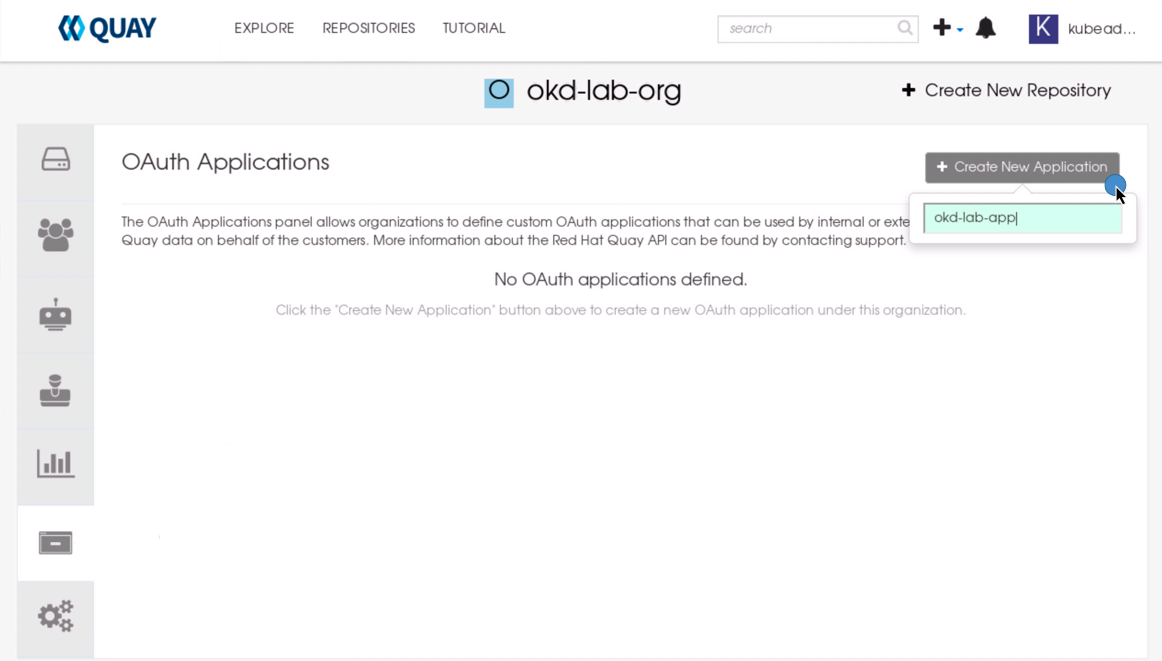 QUAY
EXPLORE REPOSITORIES TUTORIAL
search
K kubead...
O okd-lab-org
Create New Repository
OAuth Applications
Create New Application
okd-lab-app
The OAuth Applications panel allows organizations to define custom OAuth applications that can be used by internal or
Quay data on behalf of the customers. More information about the Red Hat Quay API can be found by contacting support.
No OAuth applications defined.
Click the "Create New Application" button above to create a new OAuth application under this organization.